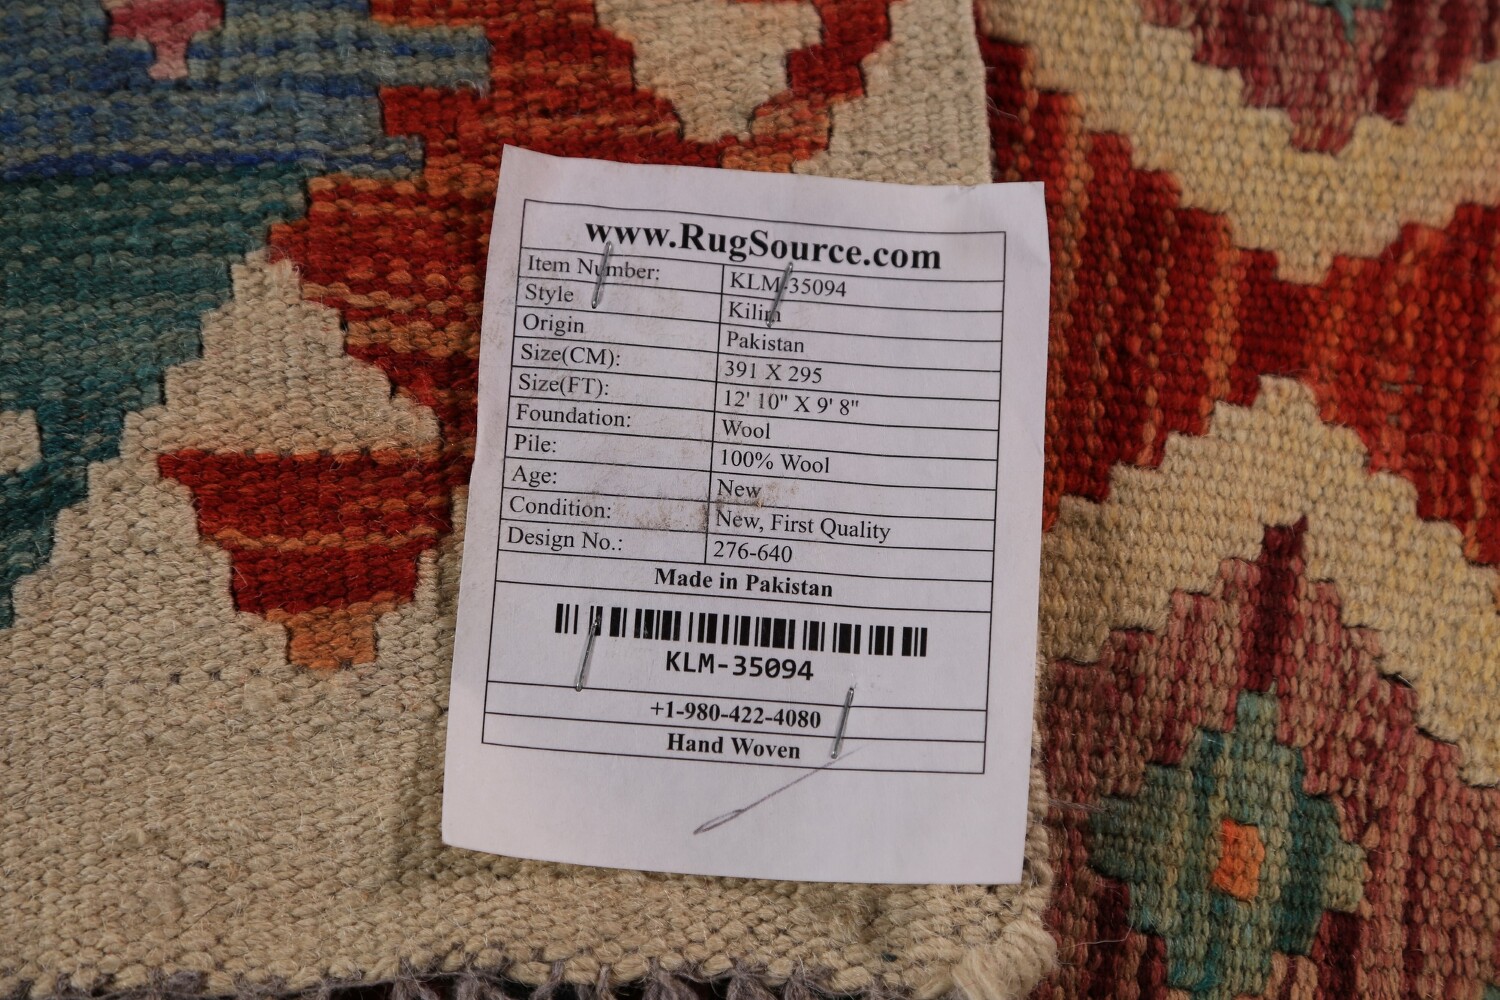 www.RugSource.com
Item Number: KLM-35094
Style Kilim
Origin Pakistan
Size(CM): 391 X 295
Size(FT): 12' 10" X 9' 8"
Foundation: Wool
Pile: 100% Wool
Age: New
Condition: New, First Quality
Design No.: 276-640
Made in Pakistan
KLM-35094
+1-980-422-4080
Hand Woven